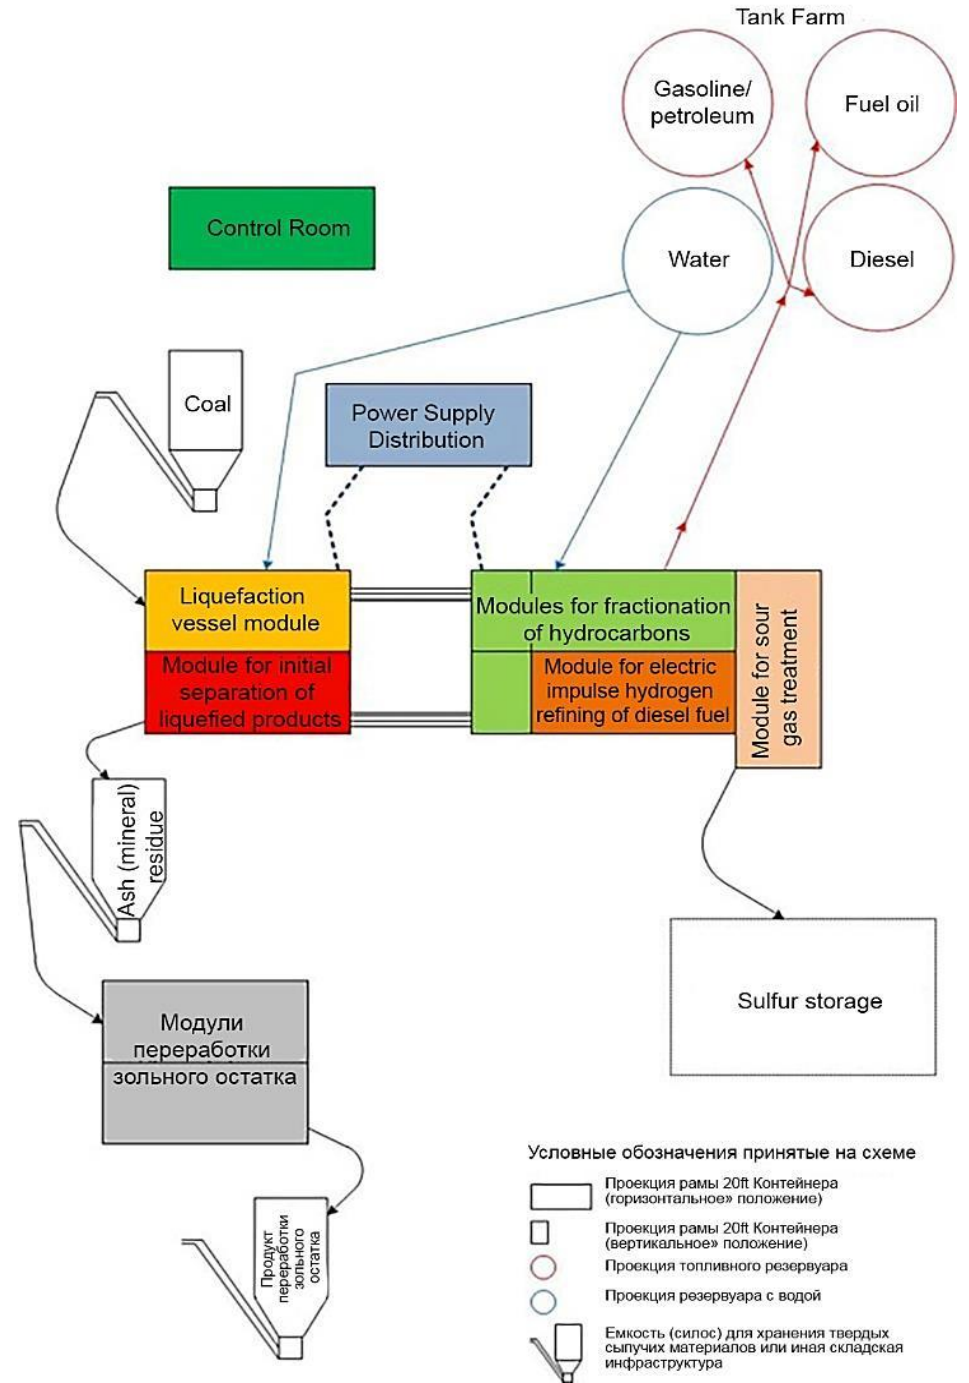 Tank Farm
Gasoline/
petroleum
Fuel oil
Control Room
Water
Diesel
Coal
Power Supply
Distribution
Liquefaction
vessel module
Modules for fractionation
of hydrocarbons
Module for initial
separation of
liquefied products
Module for electric
impulse hydrogen
refining of diesel fuel
Module for sour
gas treatment
Ash (mineral)
residue
Sulfur storage
Модули
переработки
зольного остатка
Продукт
переработки
зольного
остатка
Условные обозначения принятые на схеме
Проекция рамы 20ft Контейнера
(горизонтальное» положение)
Проекция рамы 20ft Контейнера
(вертикальное» положение)
Проекция топливного резервуара
Проекция резервуара с водой
Емкость (силос) для хранения твердых
сыпучих материалов или иная складская
инфраструктура